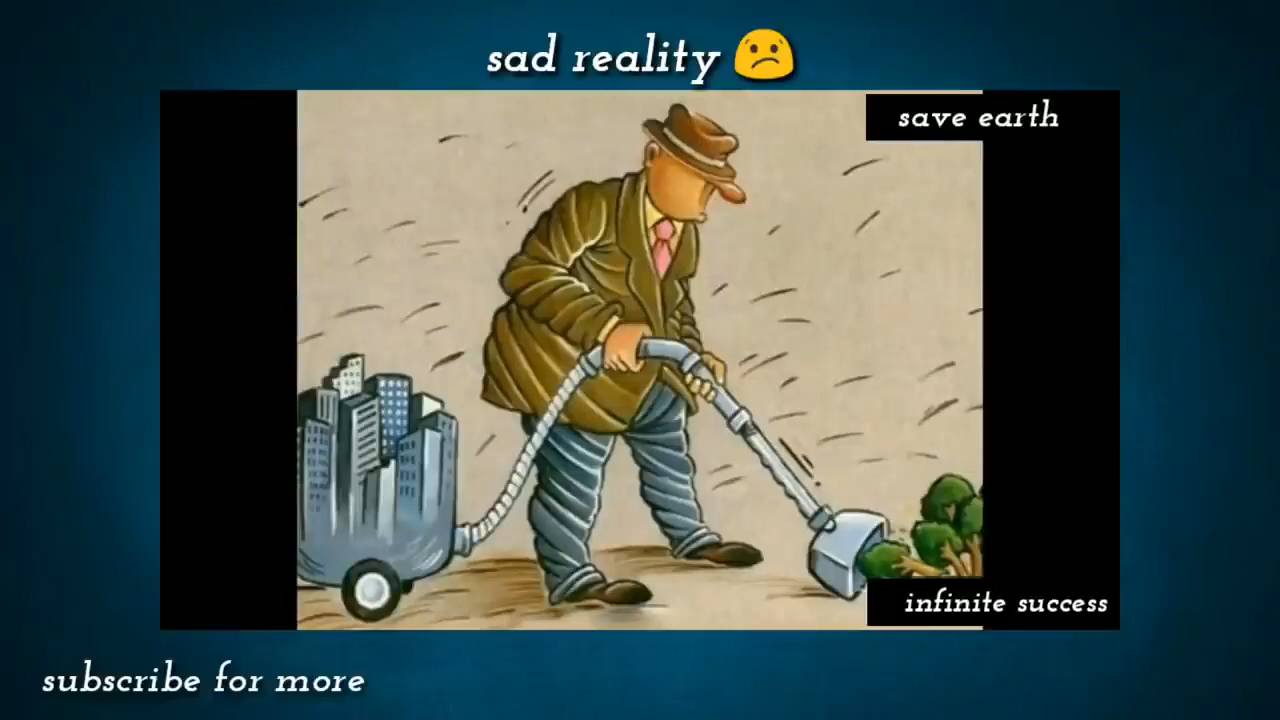 sad reality 😕
save earth
infinite success
subscribe for more